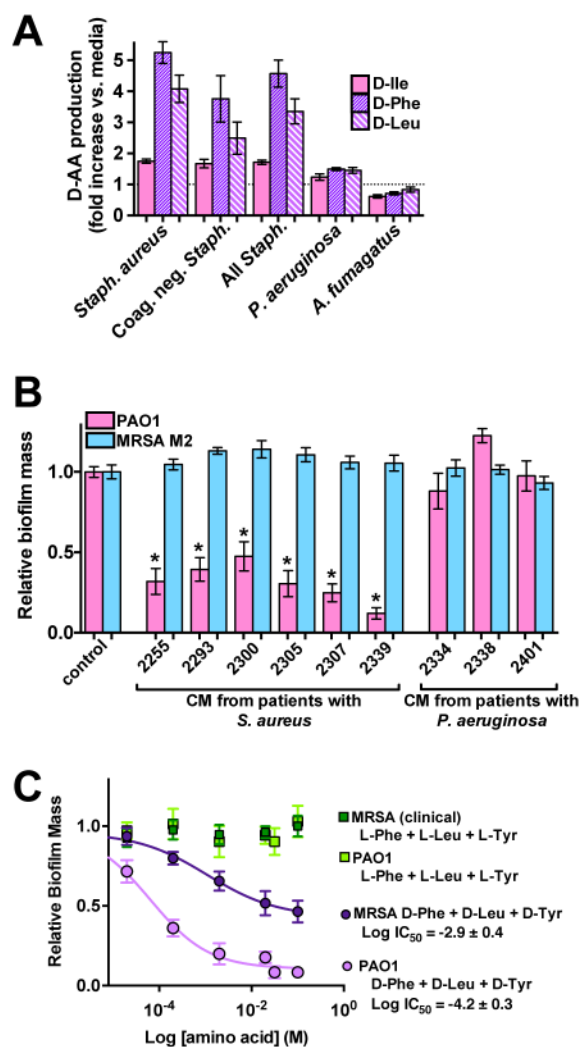 A
D-AA production
(fold increase vs. media)
5
4
3
2
1
0
D-Ile
D-Phe
D-Leu
Staph. aureus
Coag. neg. Staph.
All Staph.
P. aeruginosa
A. fumagatus
B
PAO1
MRSA M2
Relative biofilm mass
1.0
0.5
0.0
* * * * * *
control
2255
2293
2300
2305
2307
2339
2334
2338
2401
CM from patients with
S. aureus
CM from patients with
P. aeruginosa
C
Relative Biofilm Mass
1.0
0.5
0.0
10⁻⁴
10⁻²
10⁰
Log [amino acid] (M)
MRSA (clinical)
L-Phe + L-Leu + L-Tyr
PAO1
L-Phe + L-Leu + L-Tyr
MRSA D-Phe + D-Leu + D-Tyr
Log IC₅₀ = -2.9 ± 0.4
PAO1
D-Phe + D-Leu + D-Tyr
Log IC₅₀ = -4.2 ± 0.3